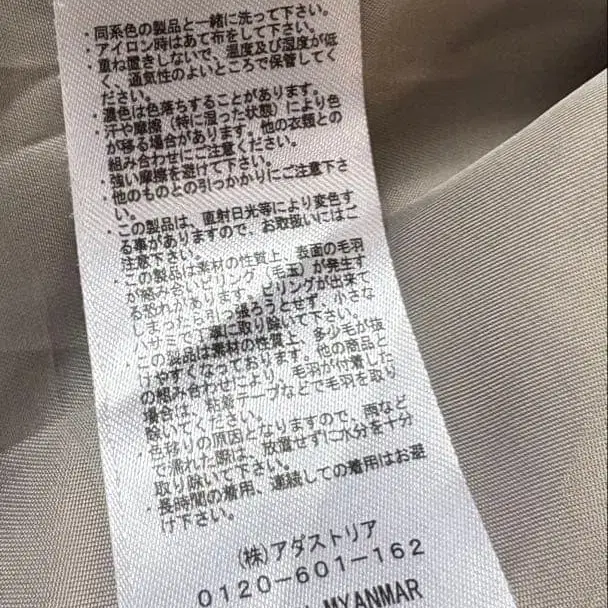 ・同系色の製品と一緒に洗って下さい。
・アイロン時はあて布をして下さい。
・重ね置きしないで、温度及び湿度が低
く、通気性のよいところで保管してく
ださい。
・濃色は色落ちすることがあります。
・汗や摩擦（特に湿った状態）により色
が移る場合があります。他の衣類との
組み合わせにご注意ください。
・強い摩擦を避けて下さい。
・他のものとの引っかかりにご注意下さ
い。
・この製品は、直射日光等により変色す
る事がありますので、お取扱いにはご
注意下さい。
・この製品は素材の性質上、表面の毛羽
が絡み合いピリング（毛玉）が発生す
る恐れがあります。ピリングが出来て
しまったら引っ張ろうとせず、小さな
ハサミで丁寧に取り除いて下さい。
・この製品は素材の性質上、多少毛が抜
けやすくなっております。他の商品と
の組み合わせにより、毛羽が付着した
場合は、粘着テープなどで毛羽を取り
除いてください。
・色移りの原因となりますので、雨など
で濡れた際は、放置せずに水分を十分
取り除いて下さい。
・長時間の着用、連続しての着用はお避
け下さい。
(株)アダストリア
0120-601-162
MYANMAR